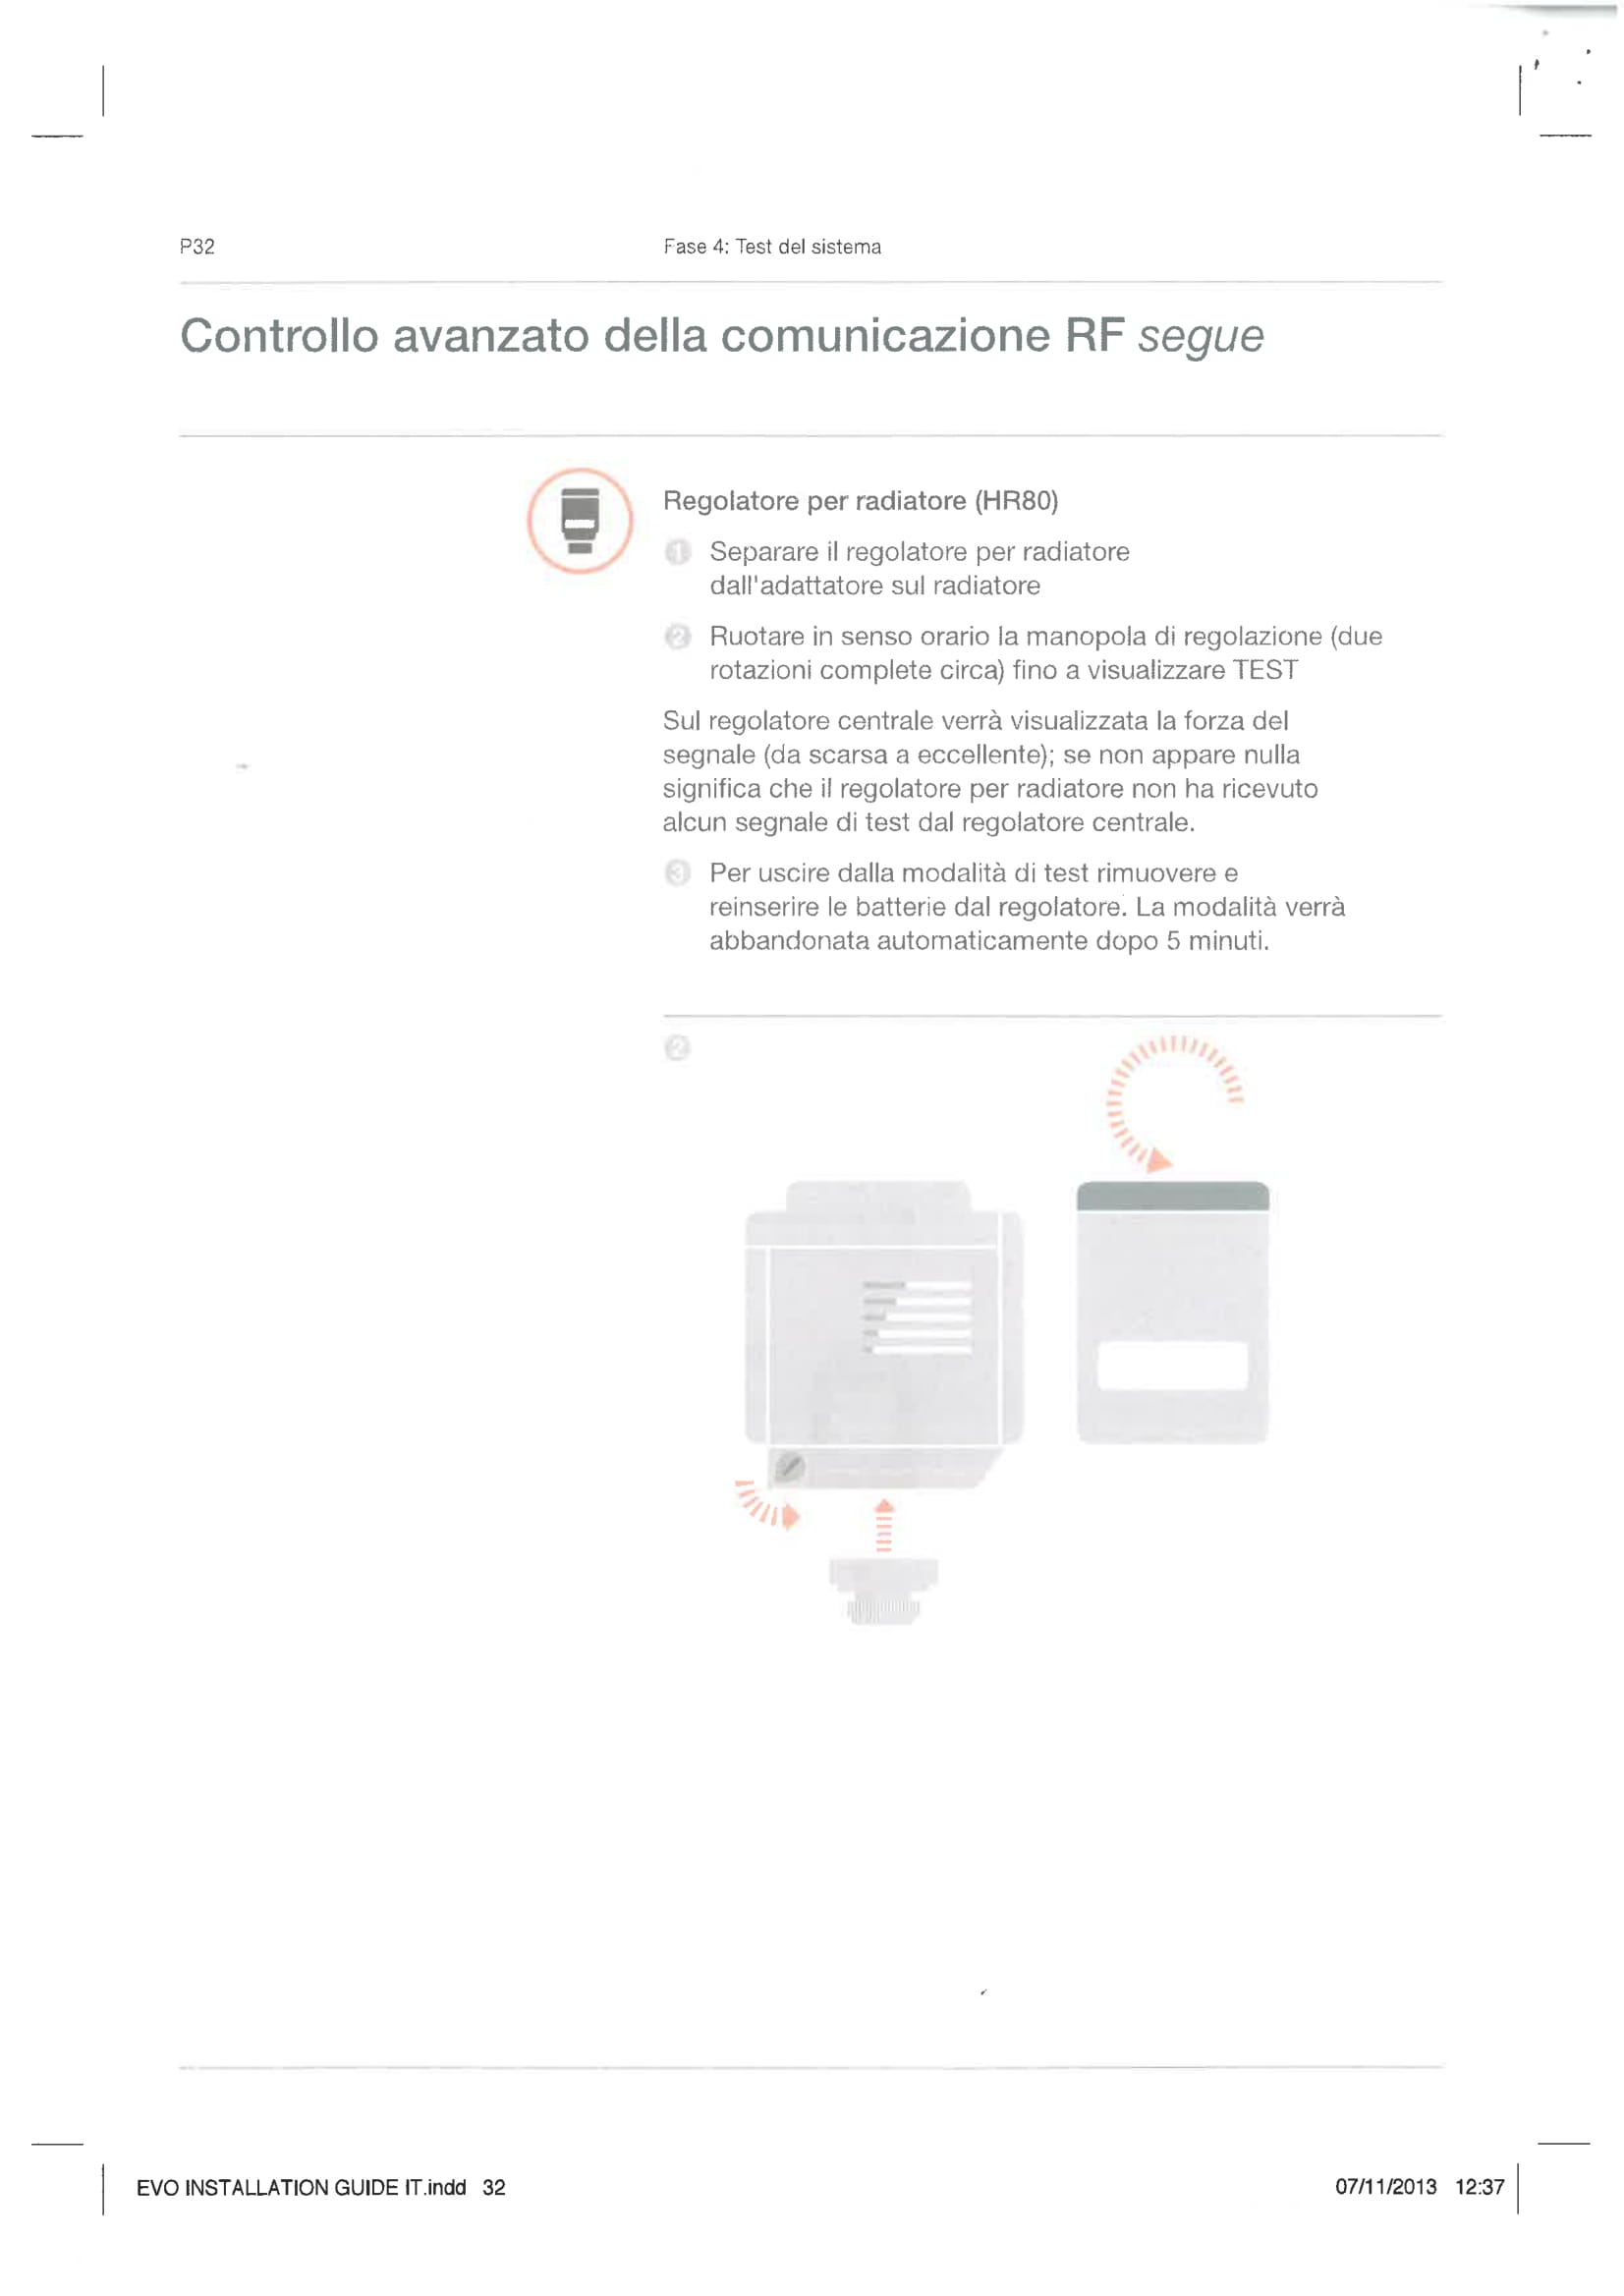 P32
Fase 4: Test del sistema
Controllo avanzato della comunicazione RF segue
Regolatore per radiatore (HR80)
1 Separare il regolatore per radiatore
dall'adattatore sul radiatore
2 Ruotare in senso orario la manopola di regolazione (due
rotazioni complete circa) fino a visualizzare TEST
Sul regolatore centrale verrà visualizzata la forza del
segnale (da scarsa a eccellente); se non appare nulla
significa che il regolatore per radiatore non ha ricevuto
alcun segnale di test dal regolatore centrale.
3 Per uscire dalla modalità di test rimuovere e
reinserire le batterie dal regolatore. La modalità verrà
abbandonata automaticamente dopo 5 minuti.
2
EVO INSTALLATION GUIDE IT.indd 32
07/11/2013 12:37